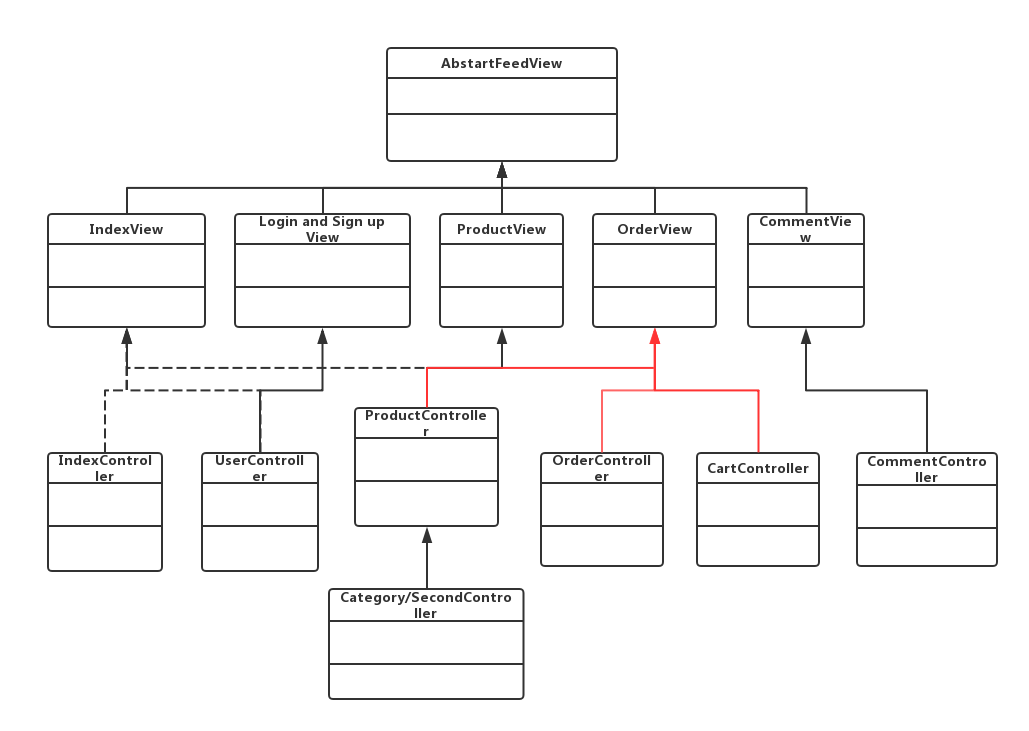 AbstartFeedView
IndexView
Login and Sign up
View
ProductView
OrderView
CommentVie
w
ProductControlle
r
IndexControl
ler
UserControll
er
OrderControll
er
CartController
CommentContro
ller
Category/SecondContro
ller